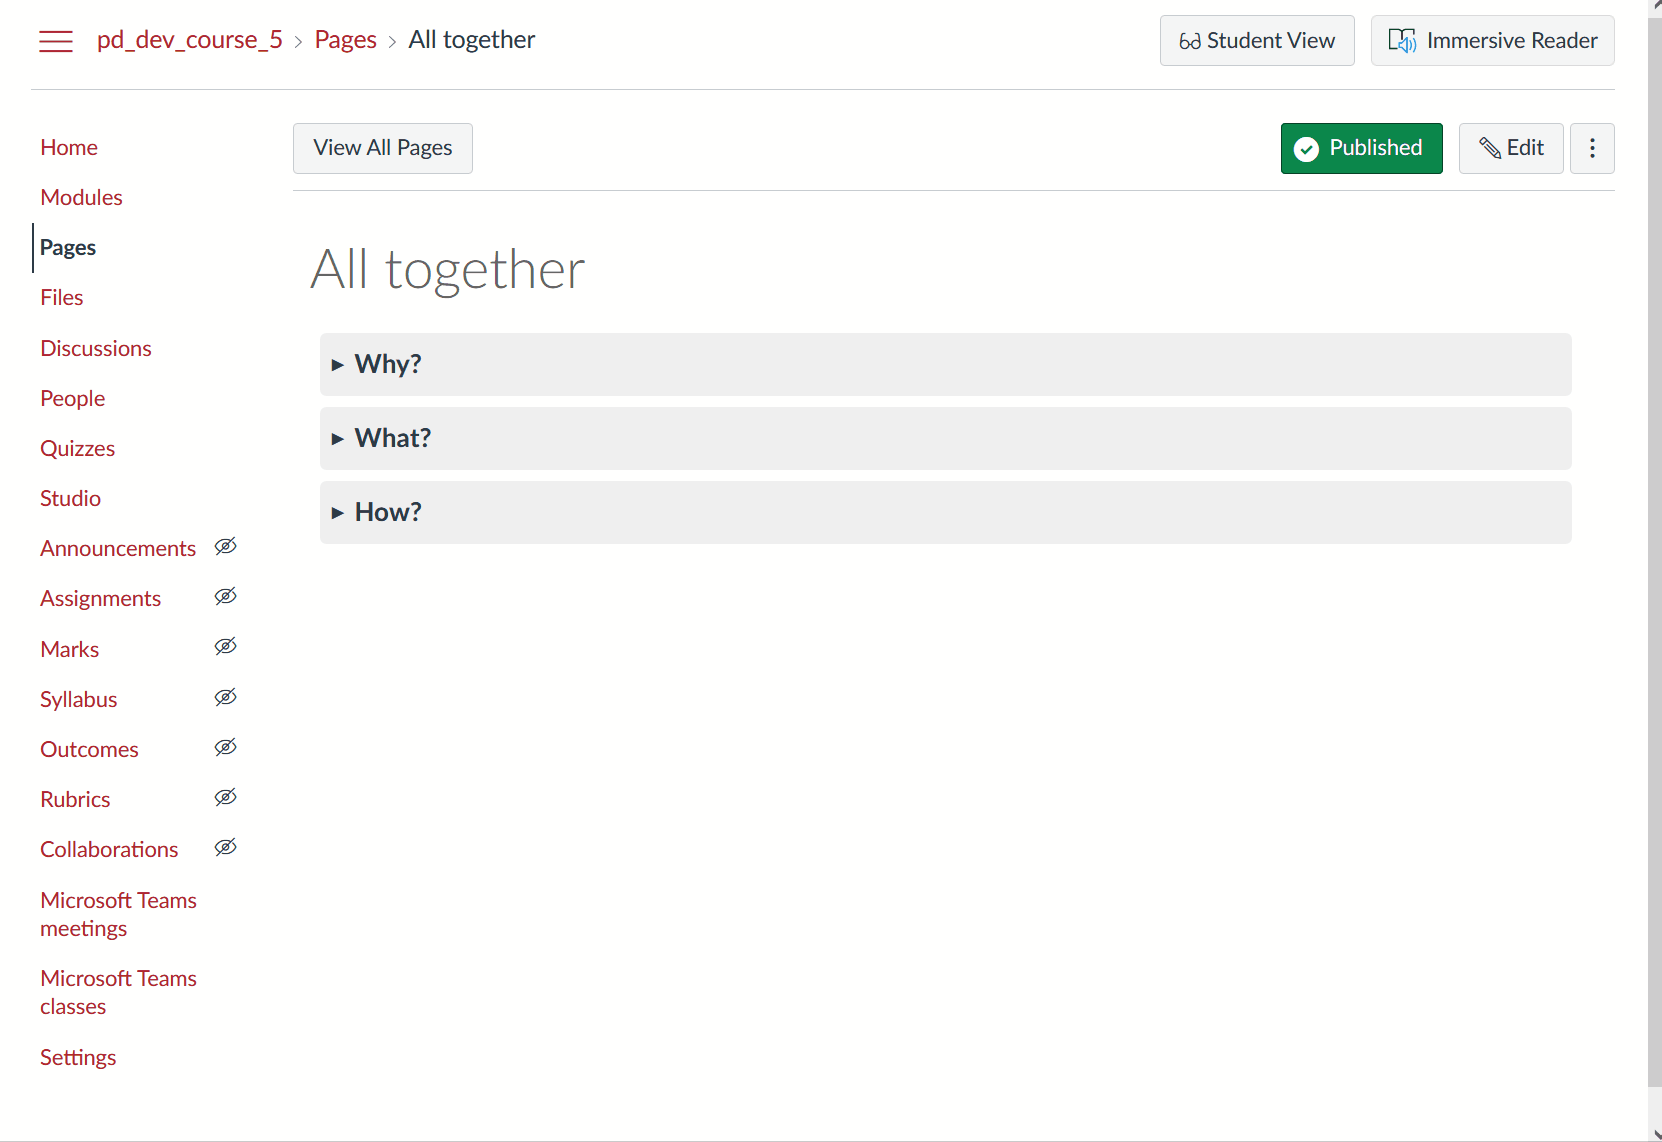 pd_dev_course_5 › Pages › All together
Student View
Immersive Reader
Home
Modules
Pages
Files
Discussions
People
Quizzes
Studio
Announcements
Assignments
Marks
Syllabus
Outcomes
Rubrics
Collaborations
Microsoft Teams
meetings
Microsoft Teams
classes
Settings
View All Pages
Published
Edit
All together
Why?
What?
How?